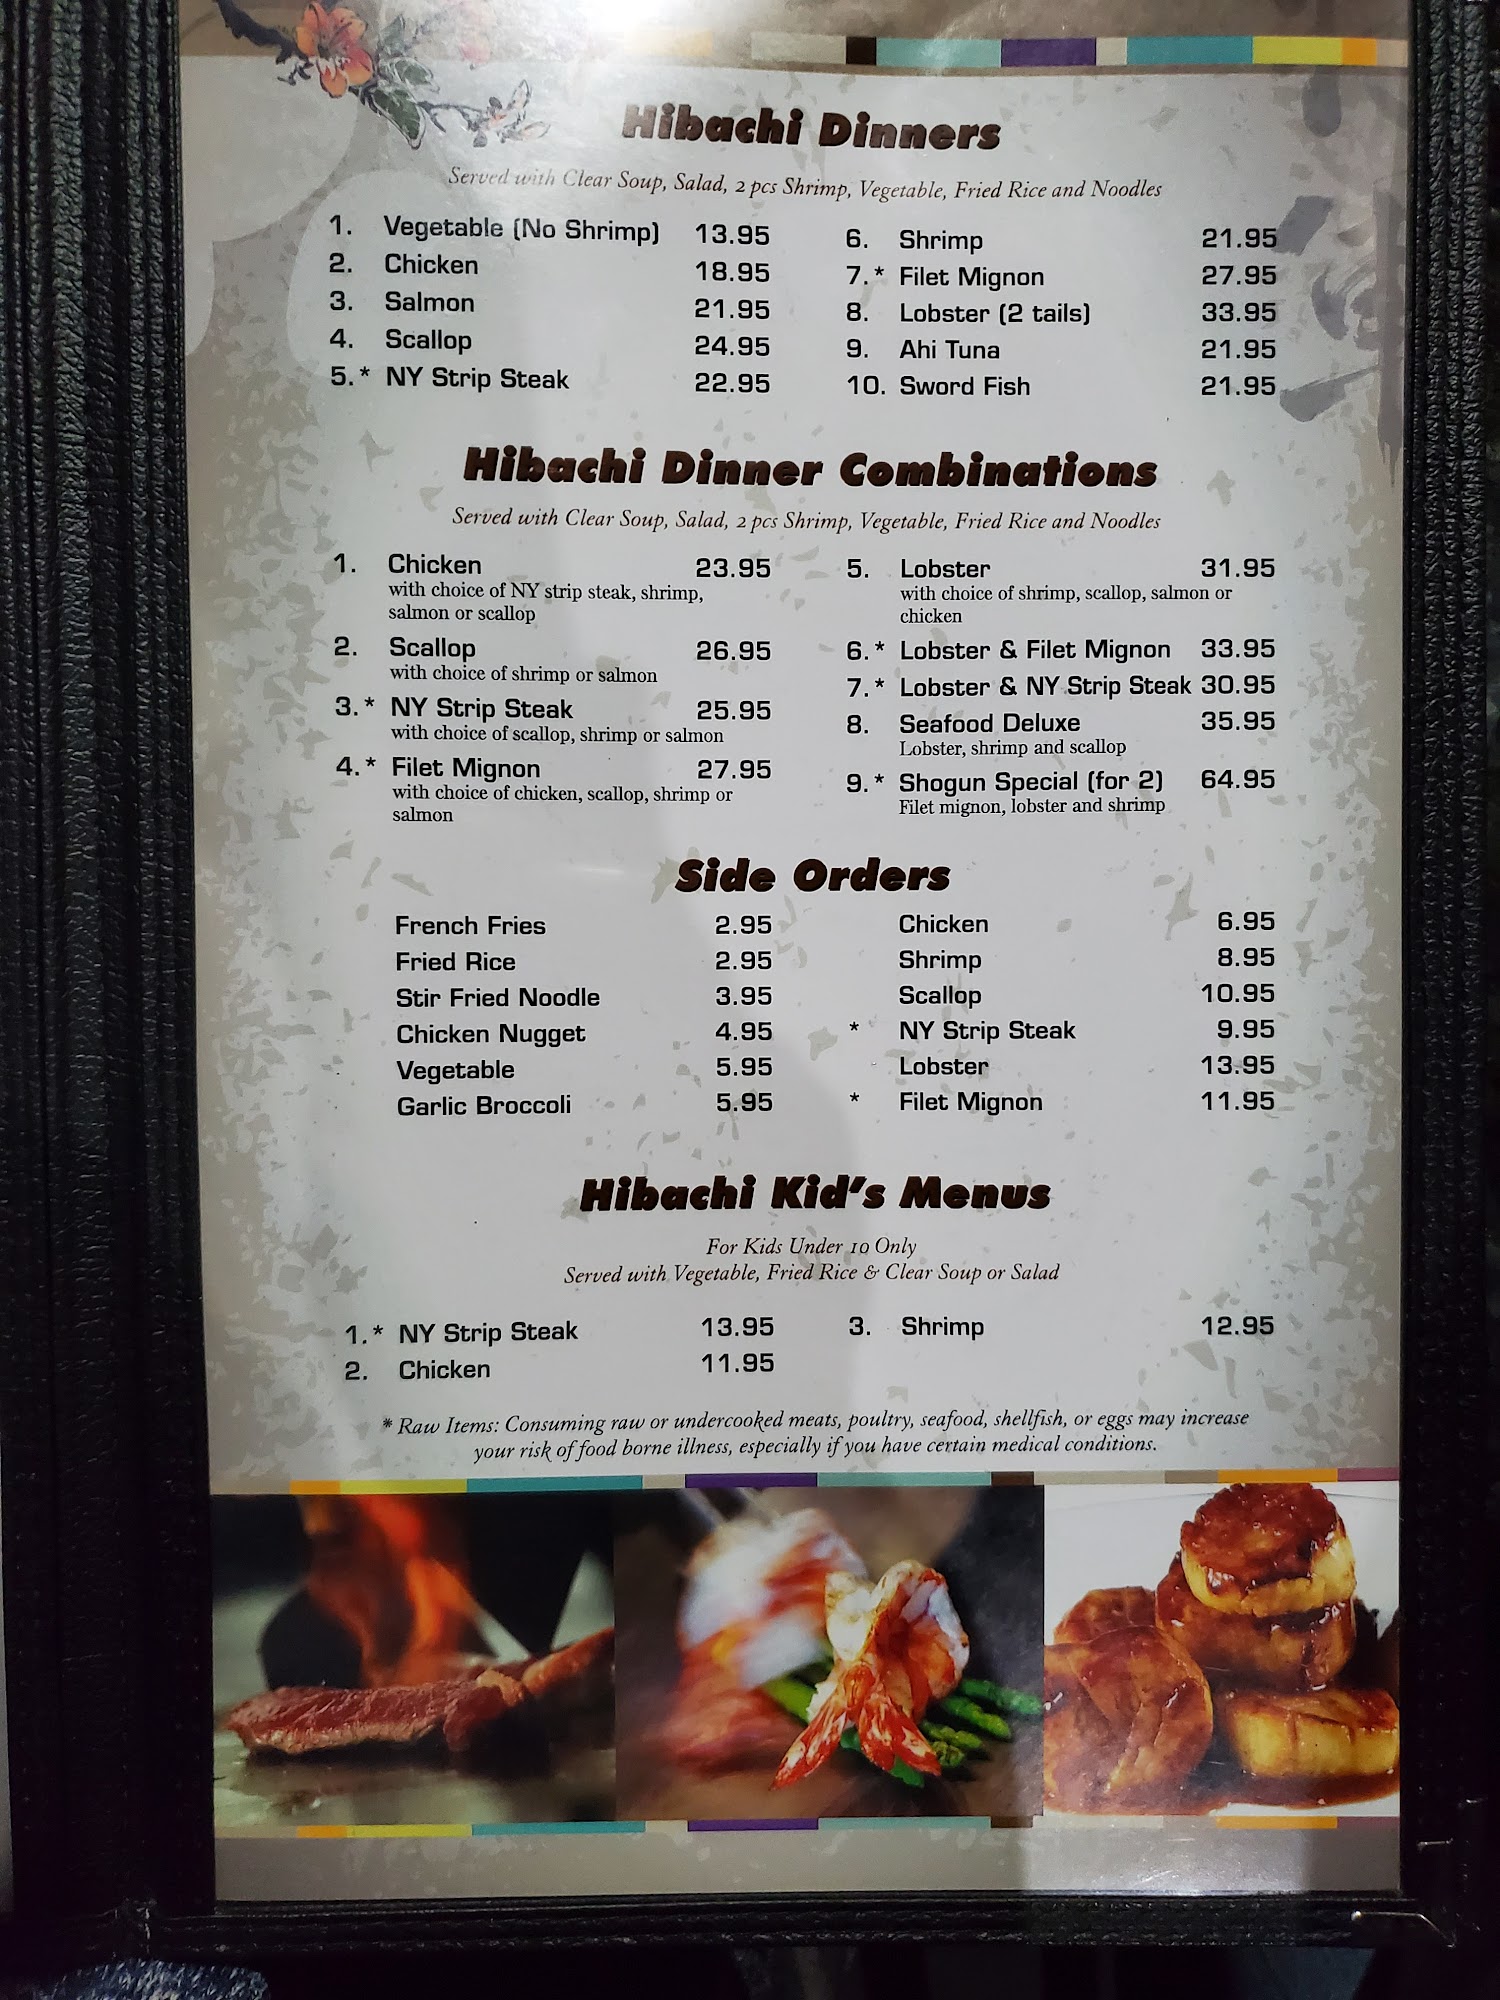 Hibachi Dinners
Served with Clear Soup, Salad, 2 pcs Shrimp, Vegetable, Fried Rice and Noodles
1. Vegetable (No Shrimp) 13.95
2. Chicken 18.95
3. Salmon 21.95
4. Scallop 24.95
5.* NY Strip Steak 22.95
6. Shrimp 21.95
7.* Filet Mignon 27.95
8. Lobster (2 tails) 33.95
9. Ahi Tuna 21.95
10. Sword Fish 21.95
Hibachi Dinner Combinations
Served with Clear Soup, Salad, 2 pcs Shrimp, Vegetable, Fried Rice and Noodles
1. Chicken 23.95
with choice of NY strip steak, shrimp,
salmon or scallop
2. Scallop 26.95
with choice of shrimp or salmon
3.* NY Strip Steak 25.95
with choice of scallop, shrimp or salmon
4.* Filet Mignon 27.95
with choice of chicken, scallop, shrimp or
salmon
5. Lobster 31.95
with choice of shrimp, scallop, salmon or
chicken
6.* Lobster & Filet Mignon 33.95
7.* Lobster & NY Strip Steak 30.95
8. Seafood Deluxe 35.95
Lobster, shrimp and scallop
9.* Shogun Special (for 2) 64.95
Filet mignon, lobster and shrimp
Side Orders
French Fries 2.95
Fried Rice 2.95
Stir Fried Noodle 3.95
Chicken Nugget 4.95
Vegetable 5.95
Garlic Broccoli 5.95
Chicken 6.95
Shrimp 8.95
Scallop 10.95
* NY Strip Steak 9.95
Lobster 13.95
* Filet Mignon 11.95
Hibachi Kid's Menus
For Kids Under 10 Only
Served with Vegetable, Fried Rice & Clear Soup or Salad
1.* NY Strip Steak 13.95
2. Chicken 11.95
3. Shrimp 12.95
* Raw Items: Consuming raw or undercooked meats, poultry, seafood, shellfish, or eggs may increase
your risk of food borne illness, especially if you have certain medical conditions.